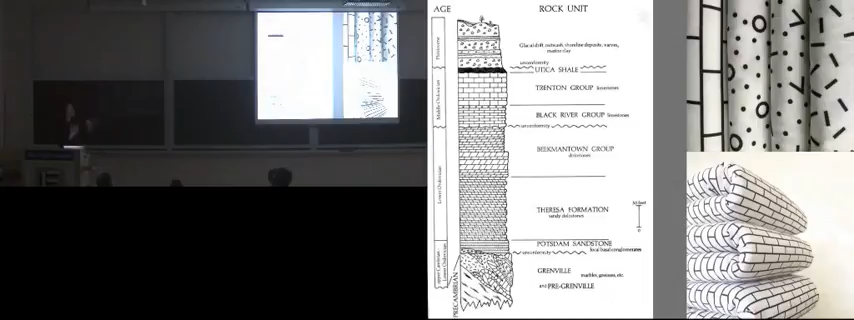 AGE ROCK UNIT
Pleistocene
Glacial drift, outwash, shoreline deposits, varves,
marine clay
unconformity
UTICA SHALE
Middle Ordovician
TRENTON GROUP limestones
BLACK RIVER GROUP limestones
unconformity
BEEKMANTOWN GROUP
dolostones
Lower Ordovician
THERESA FORMATION
sandy dolostones
POTSDAM SANDSTONE
local basal conglomerates
unconformity
GRENVILLE
marbles, gneisses, etc.
and PRE-GRENVILLE
PRECAMBRIAN